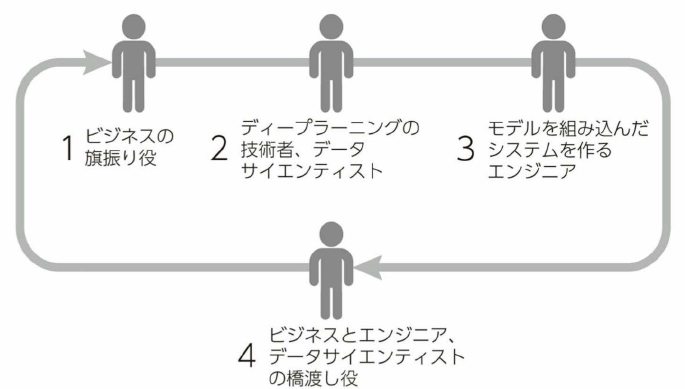 1 ビジネスの
旗振り役
2 ディープラーニングの
技術者、データ
サイエンティスト
3 モデルを組み込んだ
システムを作る
エンジニア
4 ビジネスとエンジニア、
データサイエンティスト
の橋渡し役